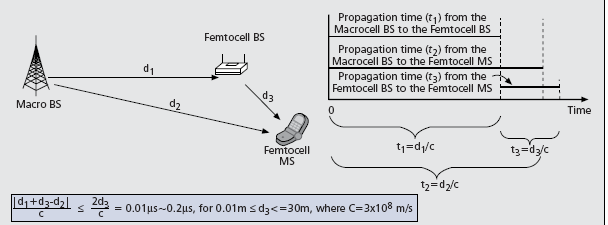 Femtocell BS
Macro BS
d1
d2
d3
Femtocell
MS
Propagation time (t1) from the
Macrocell BS to the Femtocell BS
Propagation time (t2) from the
Macrocell BS to the Femtocell MS
Propagation time (t3) from the
Femtocell BS to the Femtocell MS
0
Time
t1=d1/c
t3=d3/c
t2=d2/c
|d1+d3-d2|/c ≤ 2d3/c = 0.01µs~0.2µs, for 0.01m ≤ d3<=30m, where C=3x10⁸ m/s